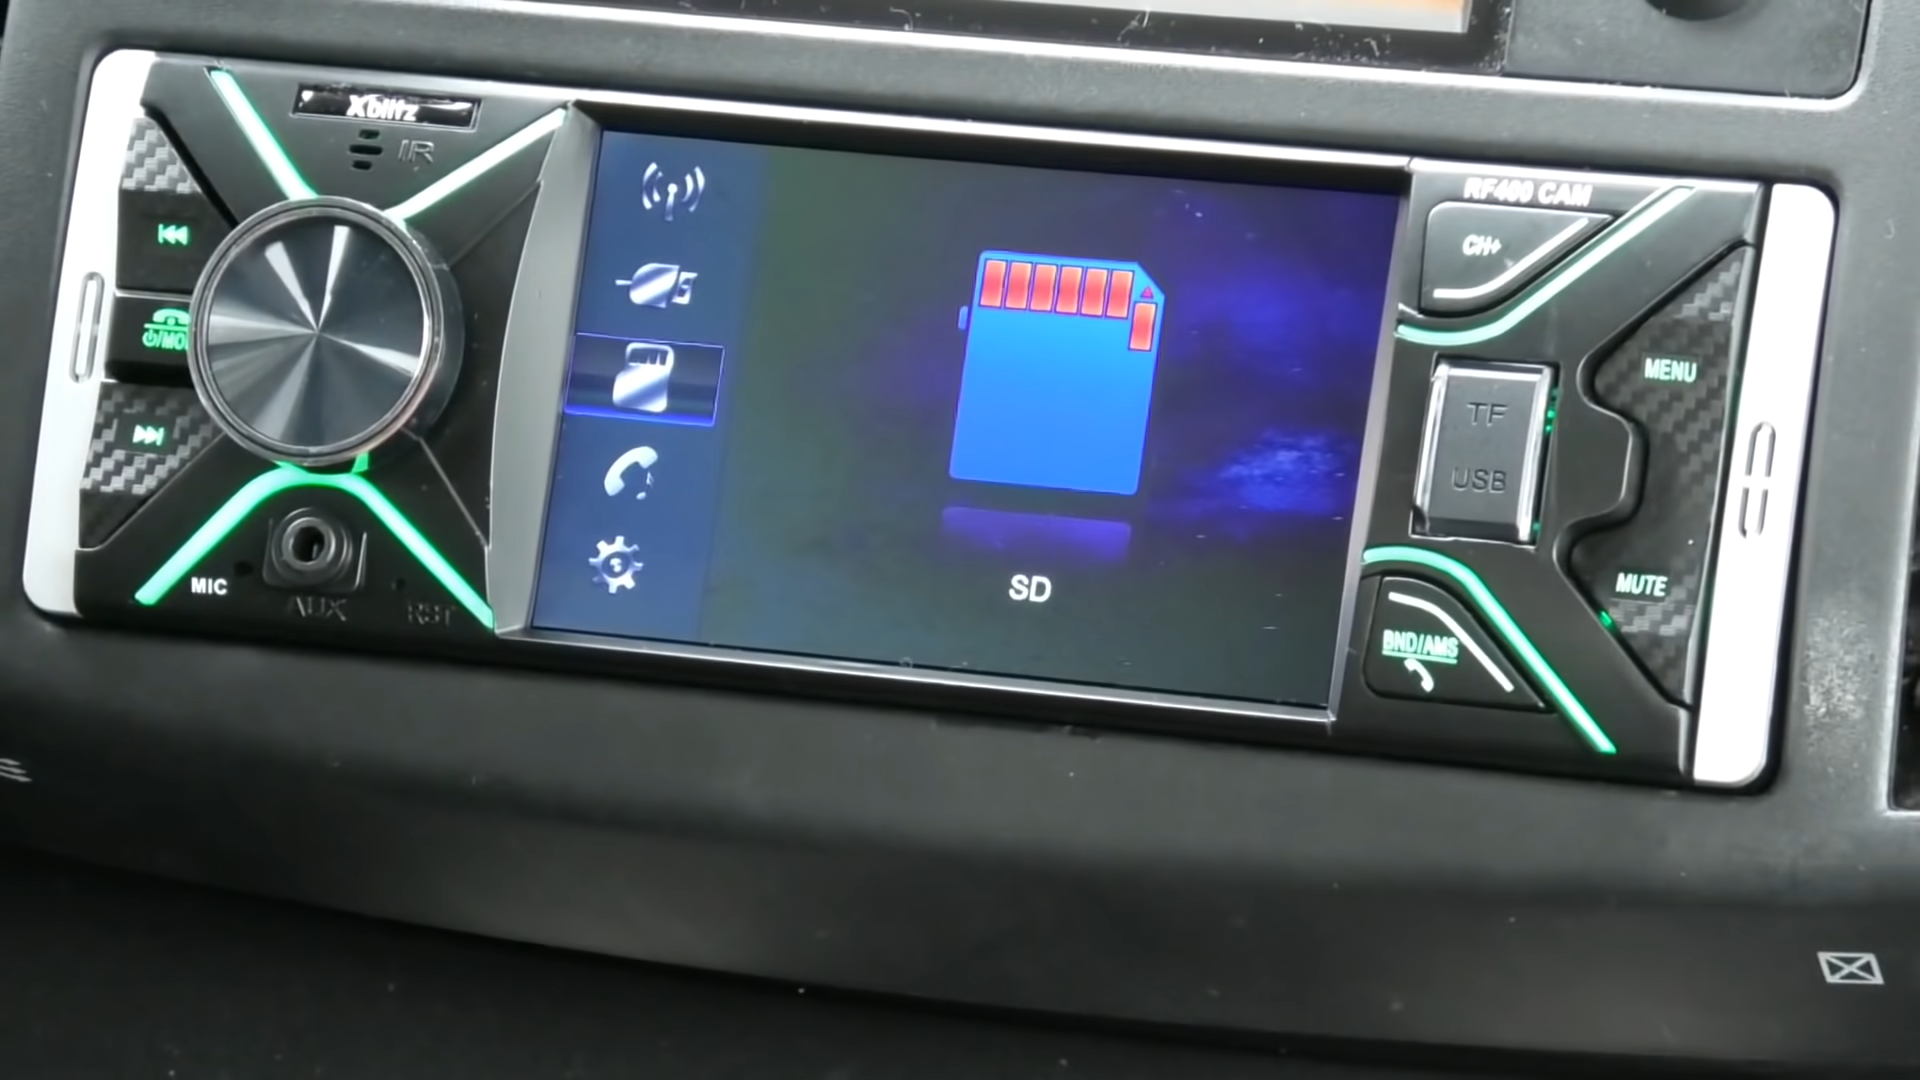 Xblitz
IR
RF400 CAM
CH+
MENU
TF
USB
SD
MIC
AUX
RST
MUTE
BND/AMS